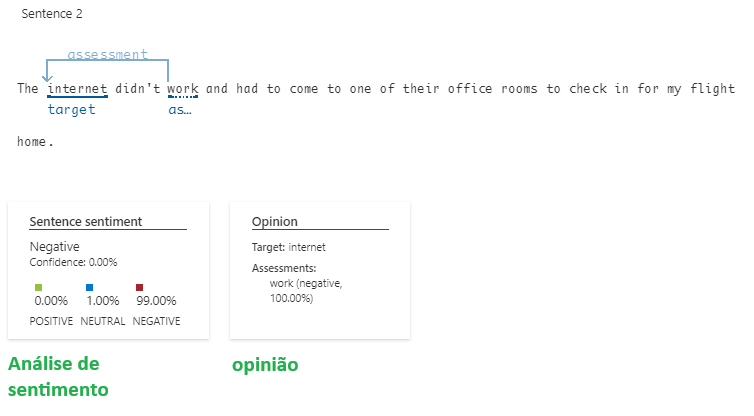 Sentence 2
assessment
The internet didn't work and had to come to one of their office rooms to check in for my flight
target as…
home.
Sentence sentiment
Negative
Confidence: 0.00%
0.00% 1.00% 99.00%
POSITIVE NEUTRAL NEGATIVE
Opinion
Target: internet
Assessments:
work (negative,
100.00%)
Análise de
sentimento
opinião